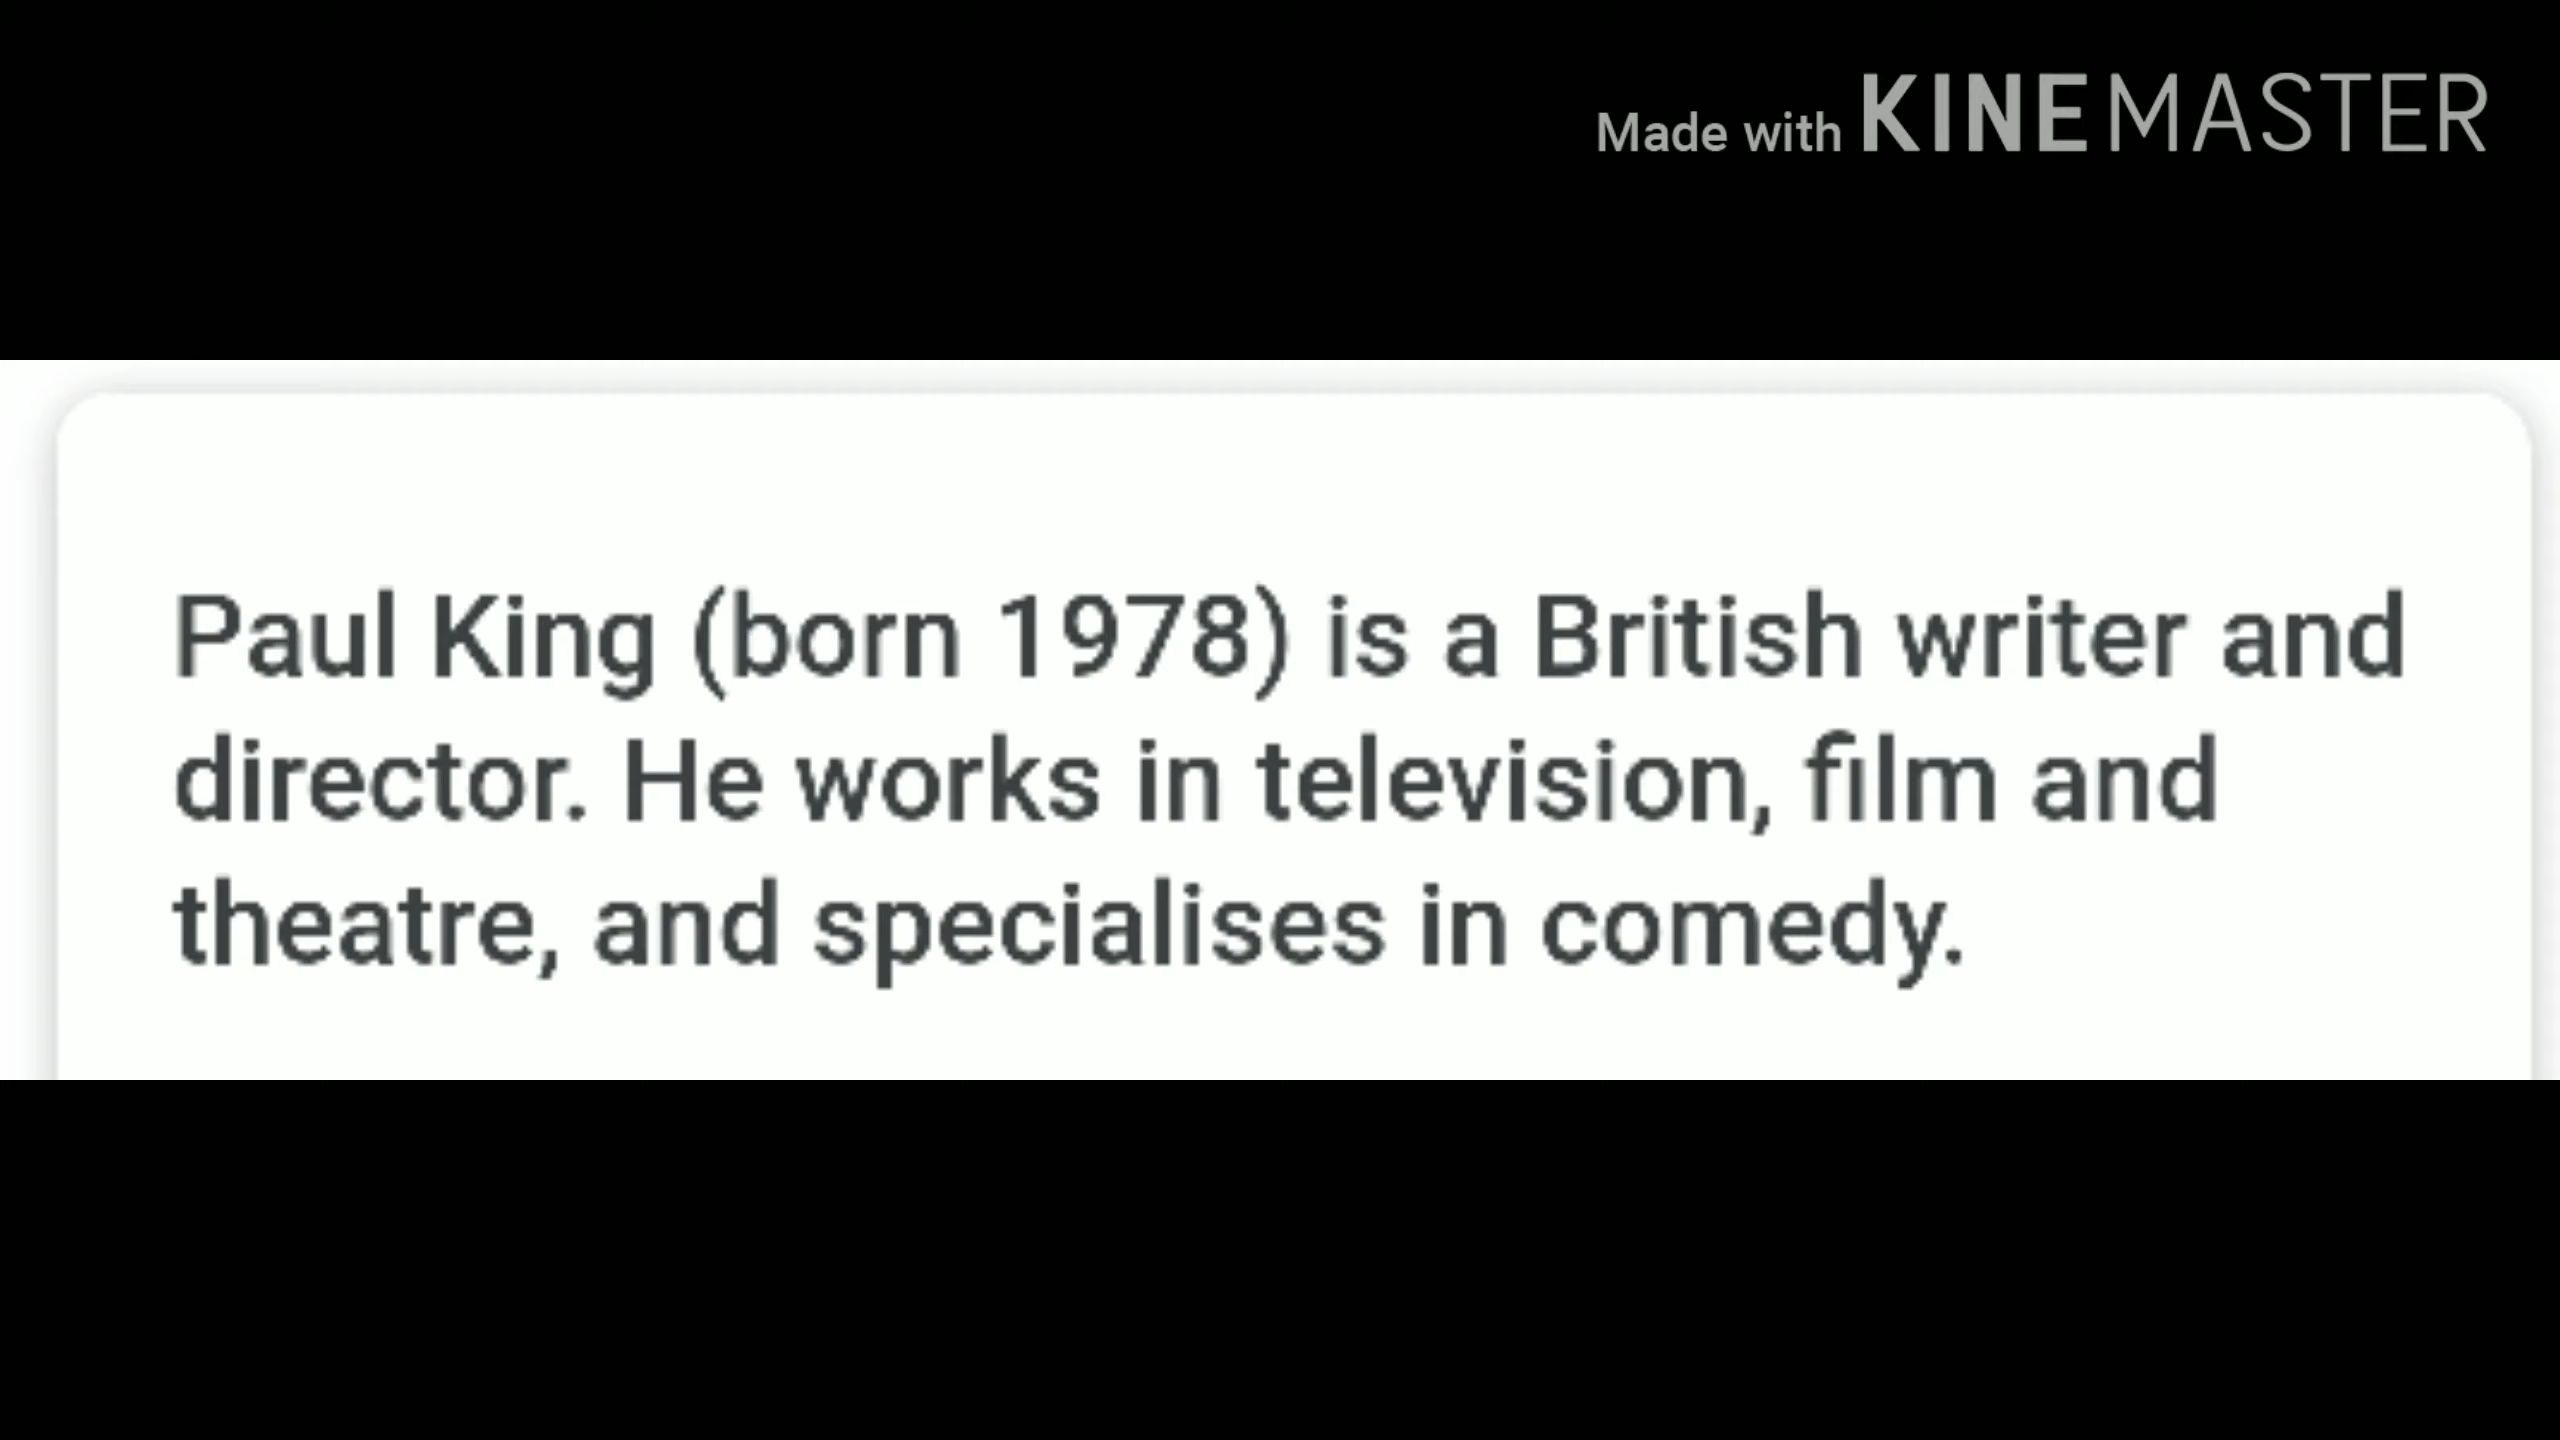 Made with KINEMASTER
Paul King (born 1978) is a British writer and
director. He works in television, film and
theatre, and specialises in comedy.